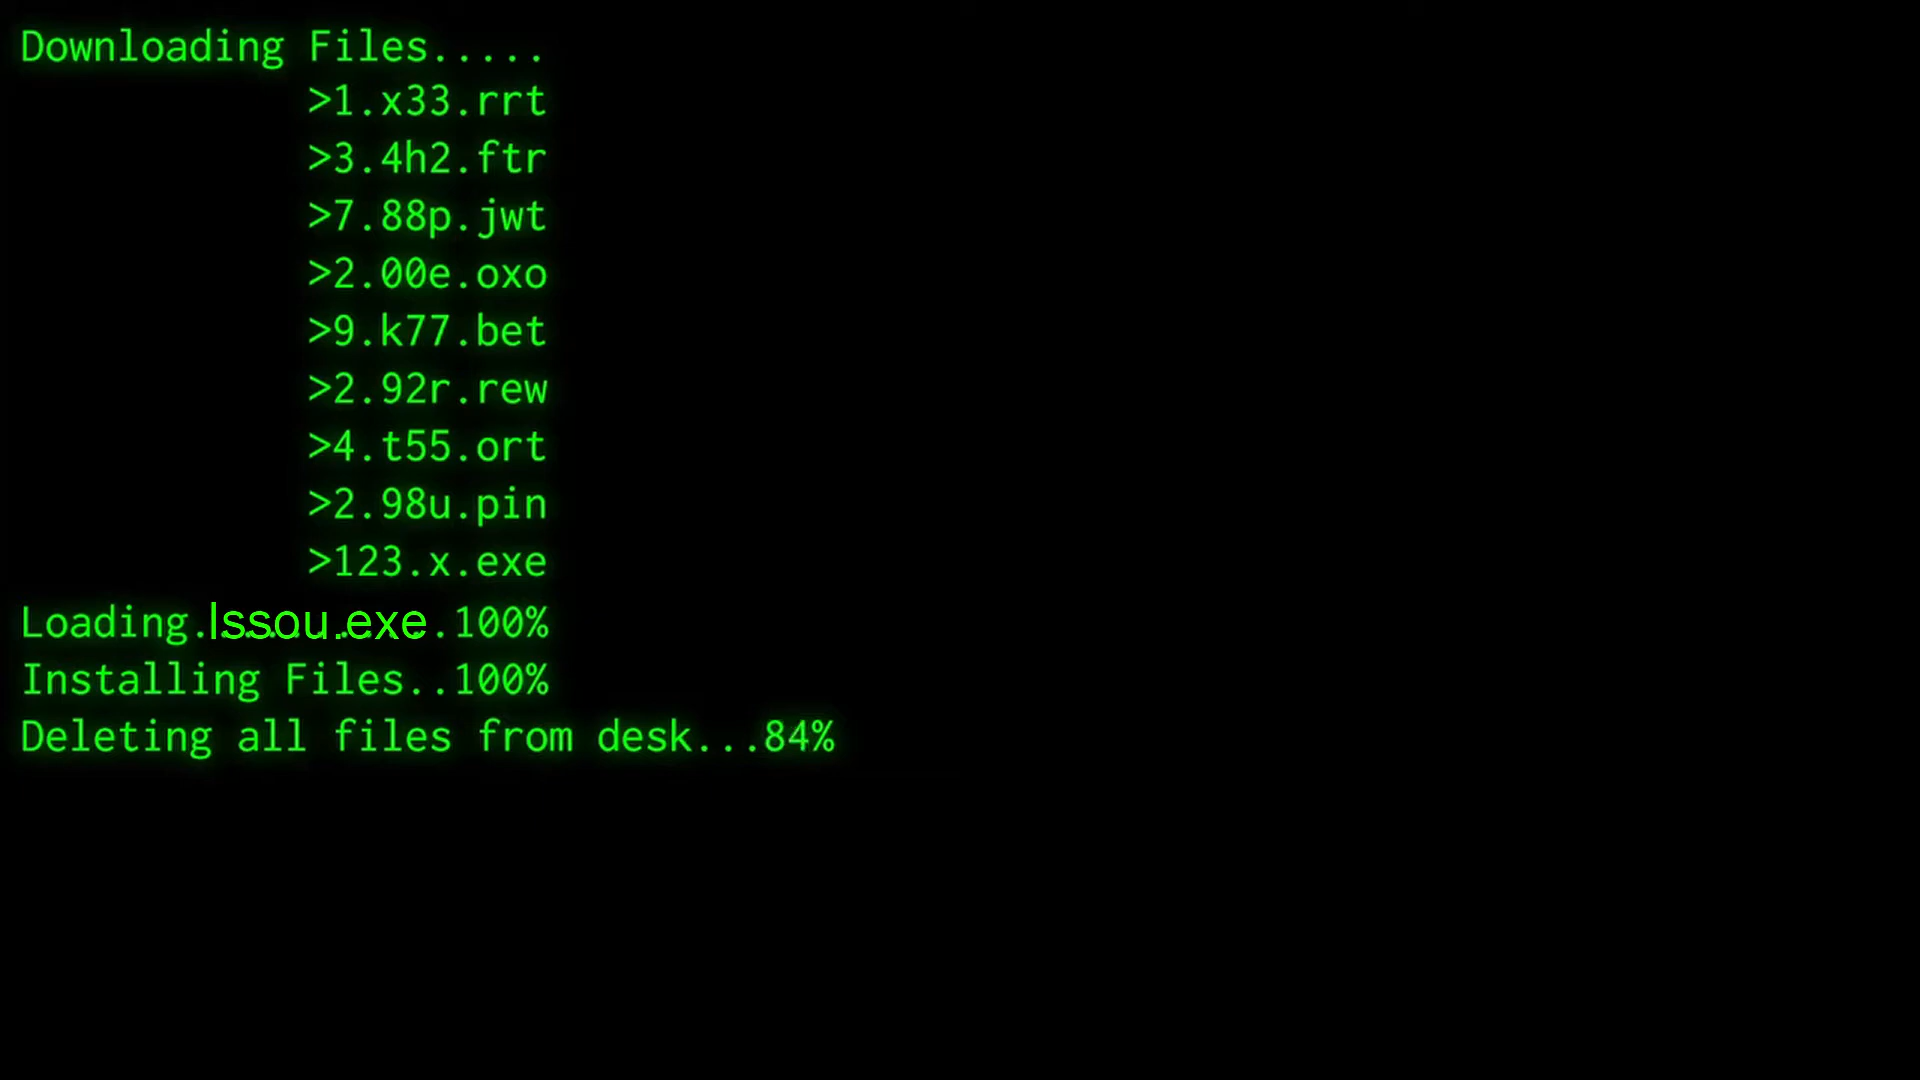 Downloading Files.....
>1.x33.rrt
>3.4h2.ftr
>7.88p.jwt
>2.00e.oxo
>9.k77.bet
>2.92r.rew
>4.t55.ort
>2.98u.pin
>123.x.exe
Loading.Issou.exe.100%
Installing Files..100%
Deleting all files from desk...84%